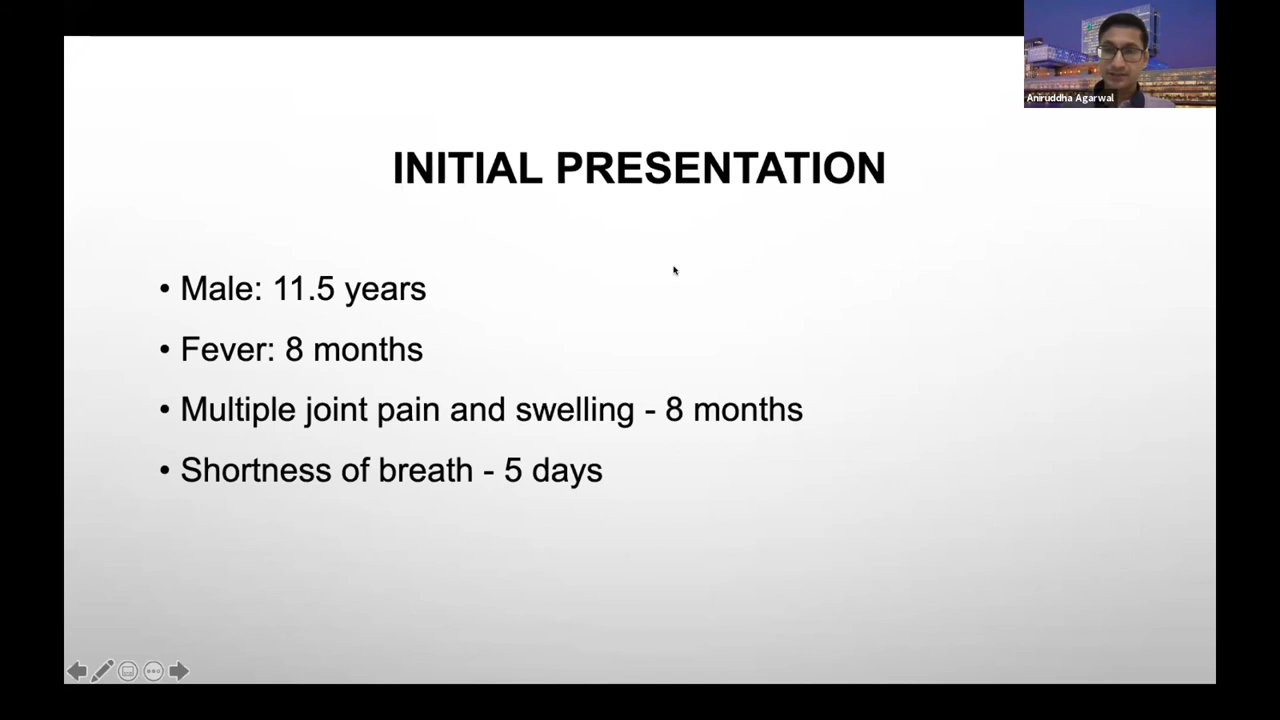 Aniruddha Agarwal
INITIAL PRESENTATION
• Male: 11.5 years
• Fever: 8 months
• Multiple joint pain and swelling - 8 months
• Shortness of breath - 5 days